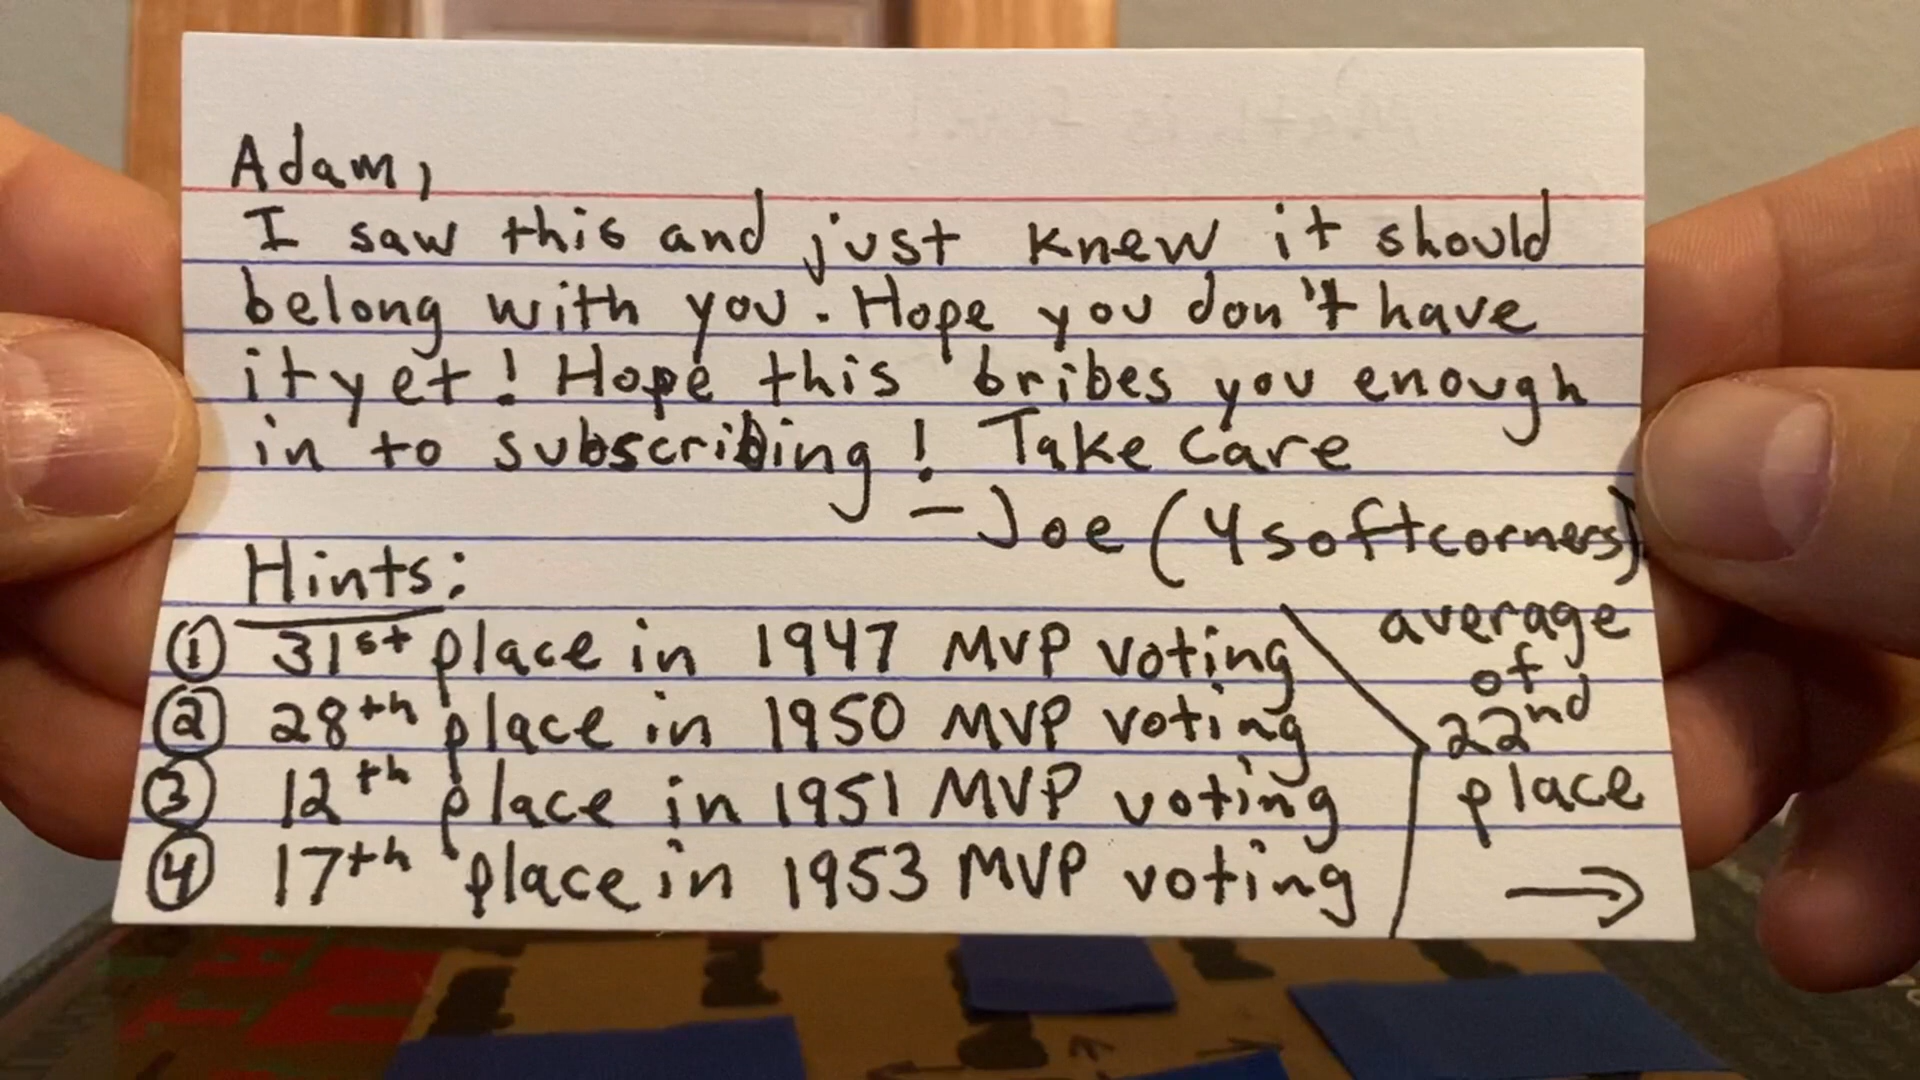 Adam,
I saw this and just knew it should
belong with you. Hope you don't have
it yet! Hope this bribes you enough
in to subscribing! Take care
- Joe (4softcorners)
Hints:
① 31st place in 1947 MVP voting
② 28th place in 1950 MVP voting
③ 12th place in 1951 MVP voting
④ 17th place in 1953 MVP voting
average
of
22nd
place
→